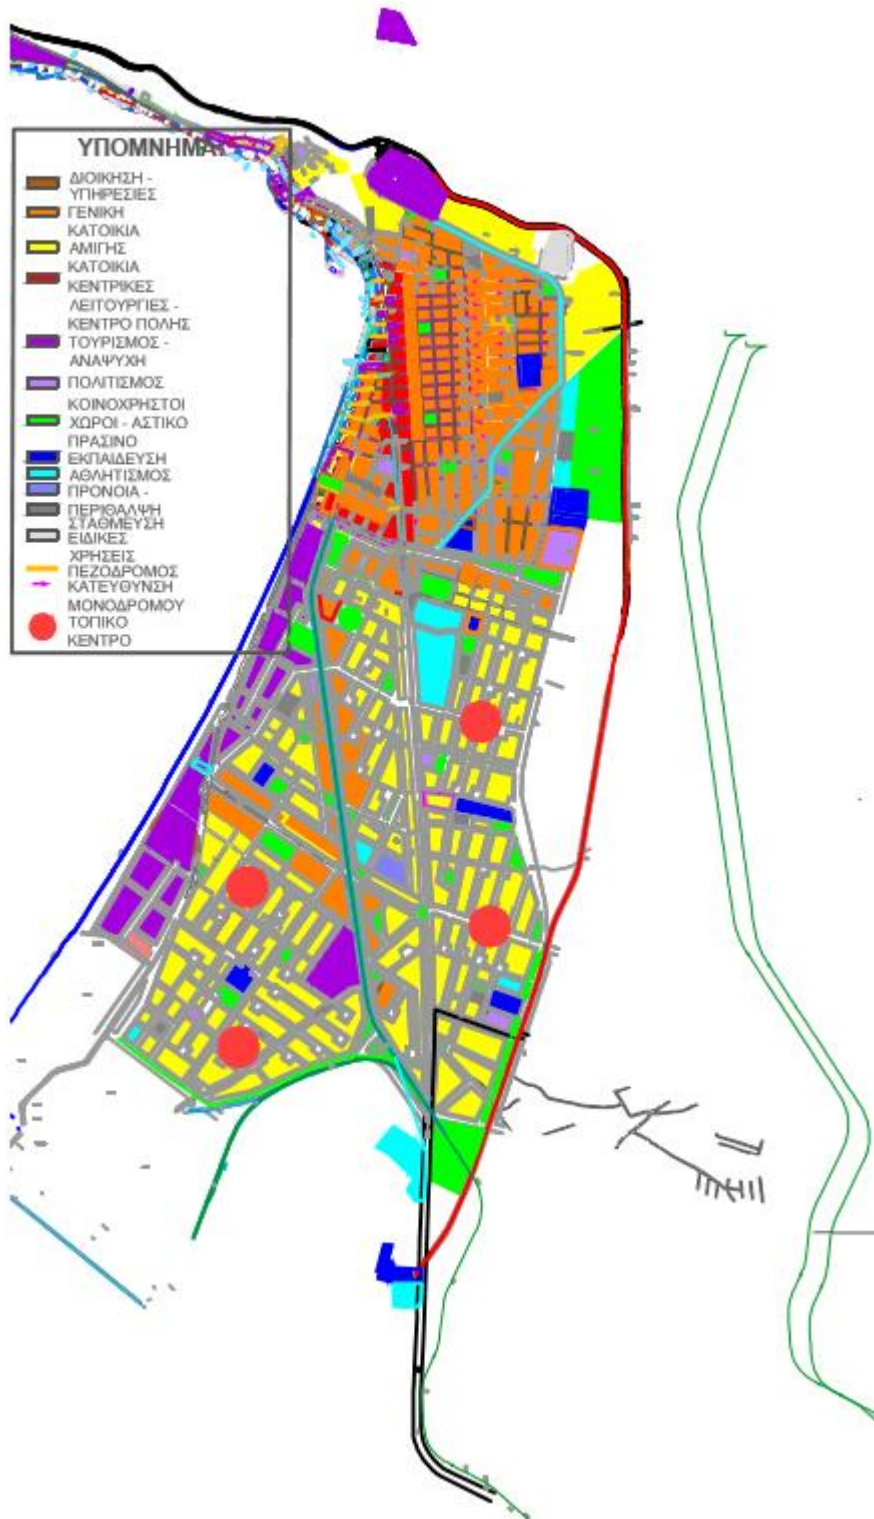 ΥΠΟΜΝΗΜΑ
ΔΙΟΙΚΗΣΗ -
ΥΠΗΡΕΣΙΕΣ
ΓΕΝΙΚΗ
ΚΑΤΟΙΚΙΑ
ΑΜΙΓΗΣ
ΚΑΤΟΙΚΙΑ
ΚΕΝΤΡΙΚΕΣ
ΛΕΙΤΟΥΡΓΙΕΣ -
ΚΕΝΤΡΟ ΠΟΛΗΣ
ΤΟΥΡΙΣΜΟΣ -
ΑΝΑΨΥΧΗ
ΠΟΛΙΤΙΣΜΟΣ
ΚΟΙΝΟΧΡΗΣΤΟΙ
ΧΩΡΟΙ - ΑΣΤΙΚΟ
ΠΡΑΣΙΝΟ
ΕΚΠΑΙΔΕΥΣΗ
ΑΘΛΗΤΙΣΜΟΣ
ΠΡΟΝΟΙΑ -
ΠΕΡΙΘΑΛΨΗ
ΣΤΑΘΜΕΥΣΗ
ΕΙΔΙΚΕΣ
ΧΡΗΣΕΙΣ
ΠΕΖΟΔΡΟΜΟΣ
ΚΑΤΕΥΘΥΝΣΗ
ΜΟΝΟΔΡΟΜΟΥ
ΤΟΠΙΚΟ
ΚΕΝΤΡΟ